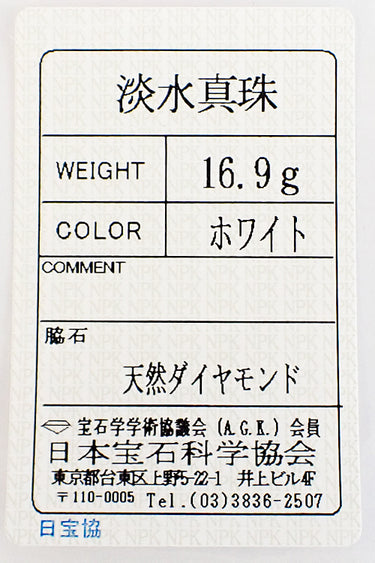 淡水真珠
WEIGHT 16.9g
COLOR ホワイト
COMMENT
脇石
天然ダイヤモンド
宝石学学術協議会 (A.G.K.) 会員
日本宝石科学協会
東京都台東区上野5-22-1 井上ビル4F
〒110-0005 Tel.(03)3836-2507
日宝協